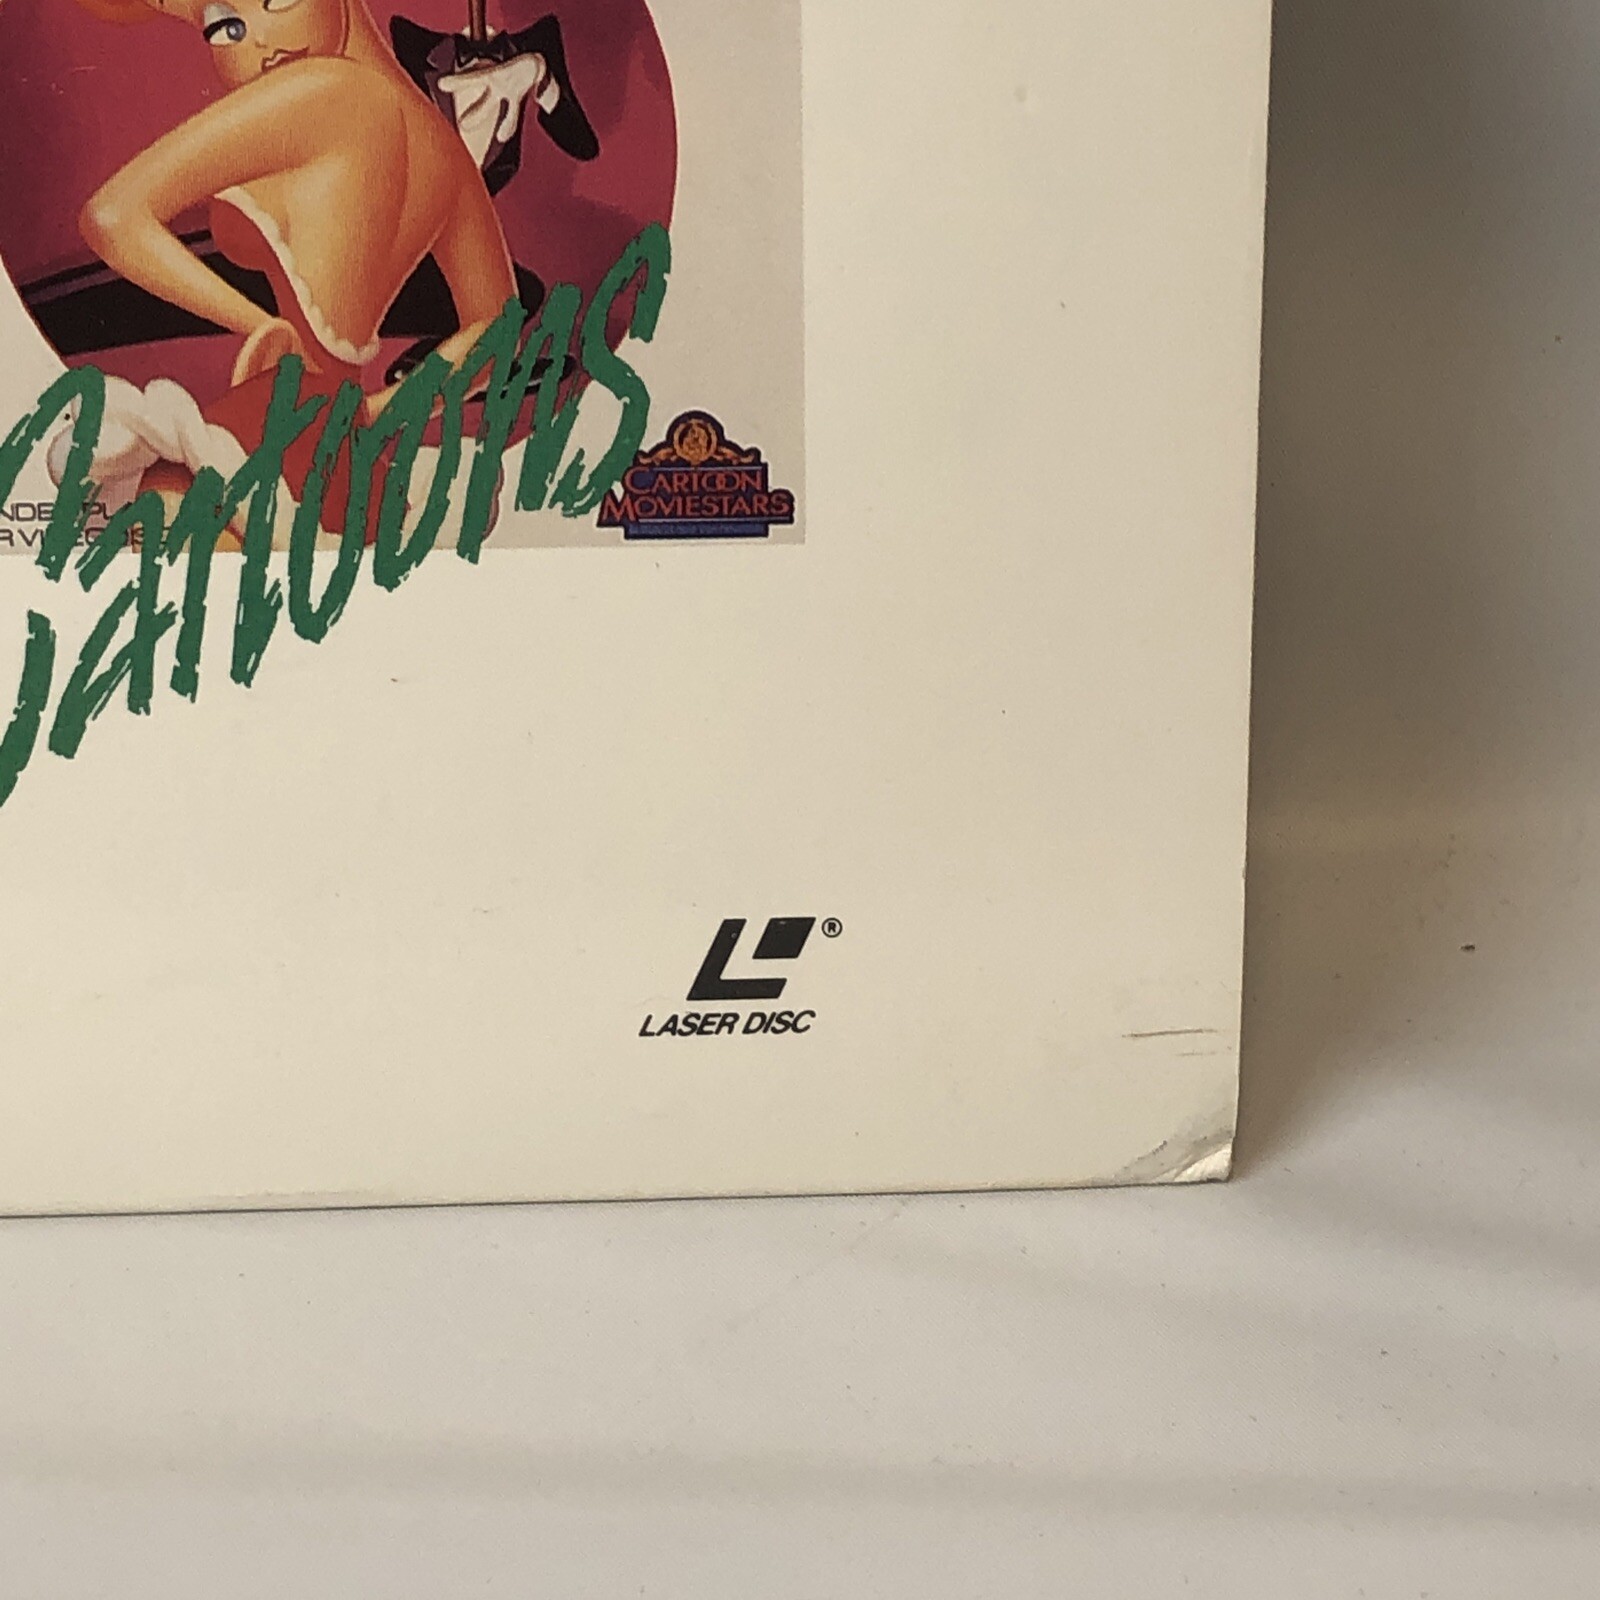 Cartoons
CARTOON
MOVIESTARS
LASER DISC ®